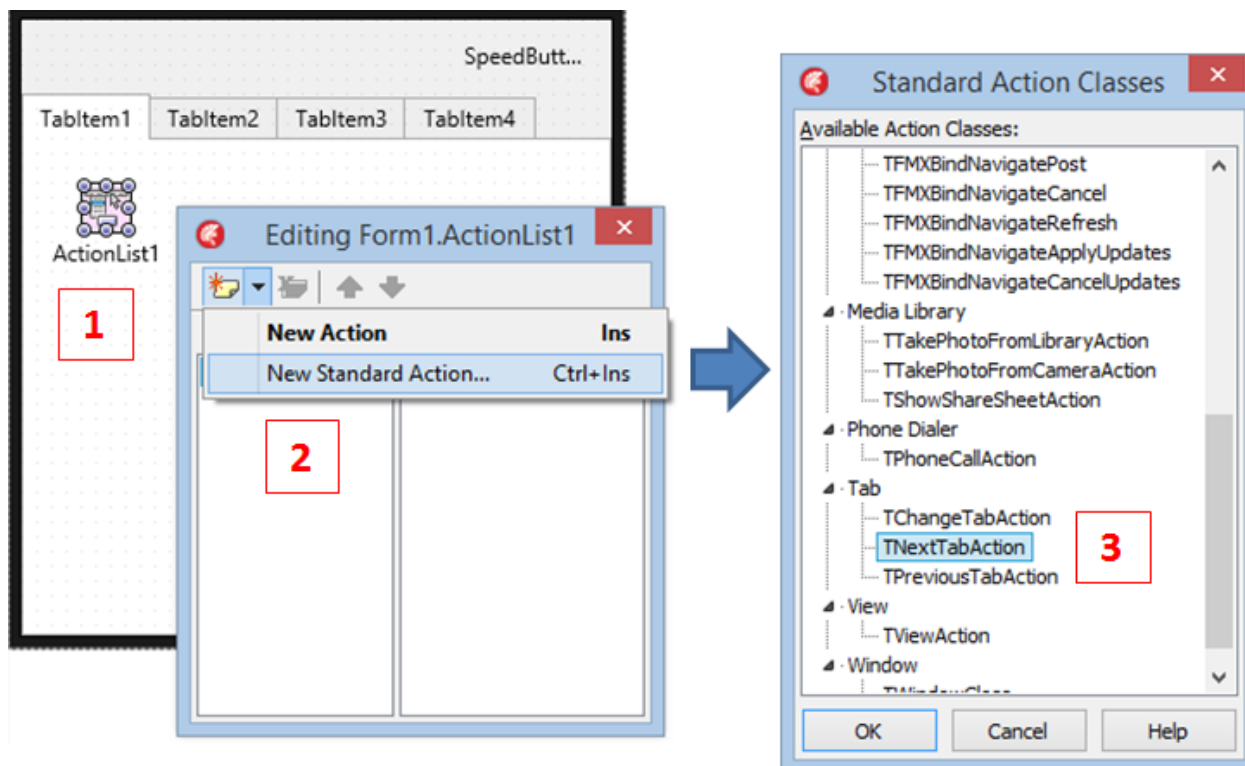 SpeedButt...
TabItem1 TabItem2 TabItem3 TabItem4
ActionList1
1
Editing Form1.ActionList1
New Action Ins
New Standard Action... Ctrl+Ins
2
Standard Action Classes
Available Action Classes:
TFMXBindNavigatePost
TFMXBindNavigateCancel
TFMXBindNavigateRefresh
TFMXBindNavigateApplyUpdates
TFMXBindNavigateCancelUpdates
Media Library
TTakePhotoFromLibraryAction
TTakePhotoFromCameraAction
TShowShareSheetAction
Phone Dialer
TPhoneCallAction
Tab
TChangeTabAction
TNextTabAction
TPreviousTabAction
3
View
TViewAction
Window
OK Cancel Help